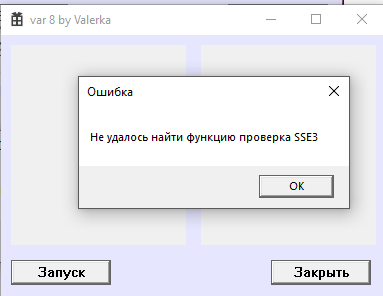 var 8 by Valerka
Ошибка
Не удалось найти функцию проверка SSE3
OK
Запуск
Закрыть